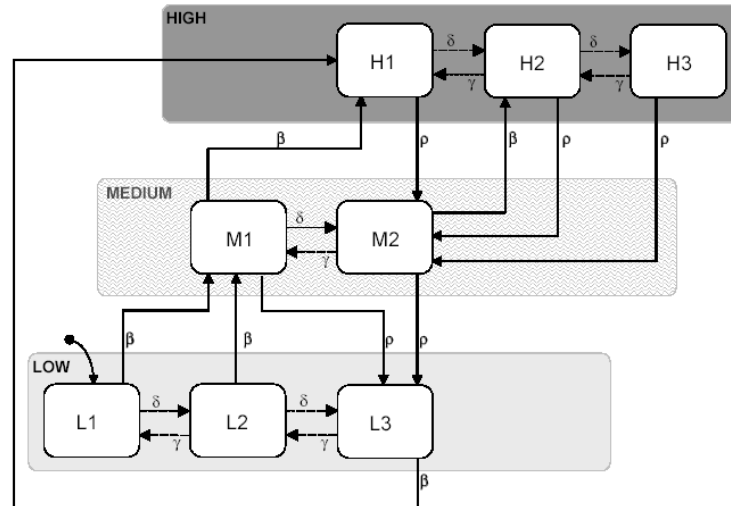 HIGH
δ δ
H1 H2 H3
γ γ
β ρ β ρ ρ
MEDIUM
δ
M1 M2
γ
β β ρ ρ
LOW
δ δ
L1 L2 L3
γ γ
β